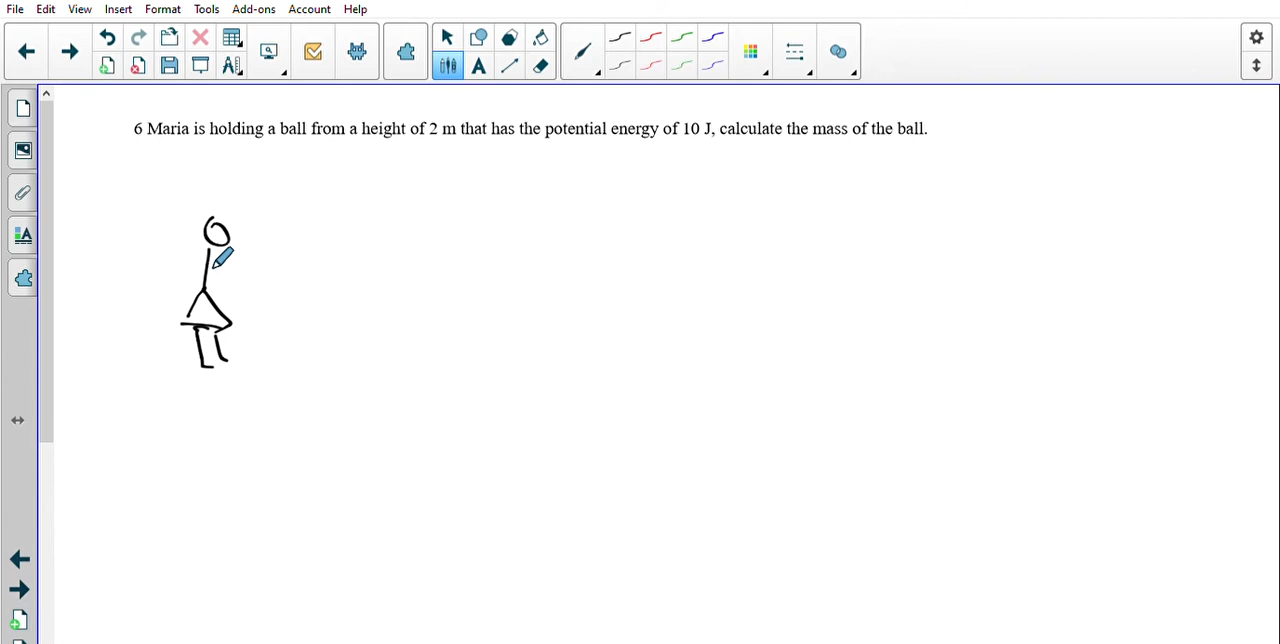 File Edit View Insert Format Tools Add-ons Account Help
6 Maria is holding a ball from a height of 2 m that has the potential energy of 10 J, calculate the mass of the ball.